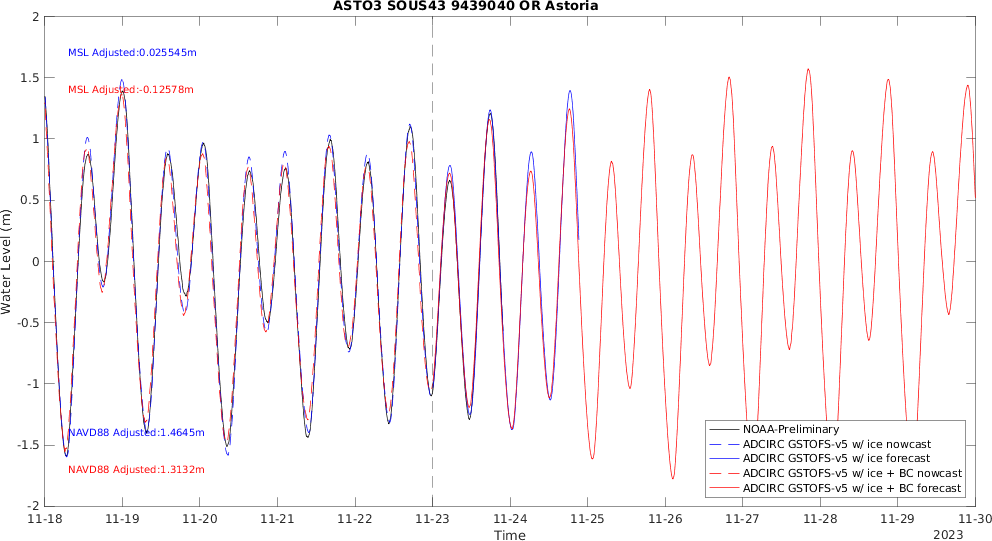 ASTO3 SOUS43 9439040 OR Astoria
2
1.5
1
0.5
0
-0.5
-1
-1.5
-2
Water Level (m)
MSL Adjusted:0.025545m
MSL Adjusted:-0.12578m
NAVD88 Adjusted:1.4645m
NAVD88 Adjusted:1.3132m
NOAA-Preliminary
ADCIRC GSTOFS-v5 w/ ice nowcast
ADCIRC GSTOFS-v5 w/ ice forecast
ADCIRC GSTOFS-v5 w/ ice + BC nowcast
ADCIRC GSTOFS-v5 w/ ice + BC forecast
11-18 11-19 11-20 11-21 11-22 11-23 11-24 11-25 11-26 11-27 11-28 11-29 11-30
Time
2023